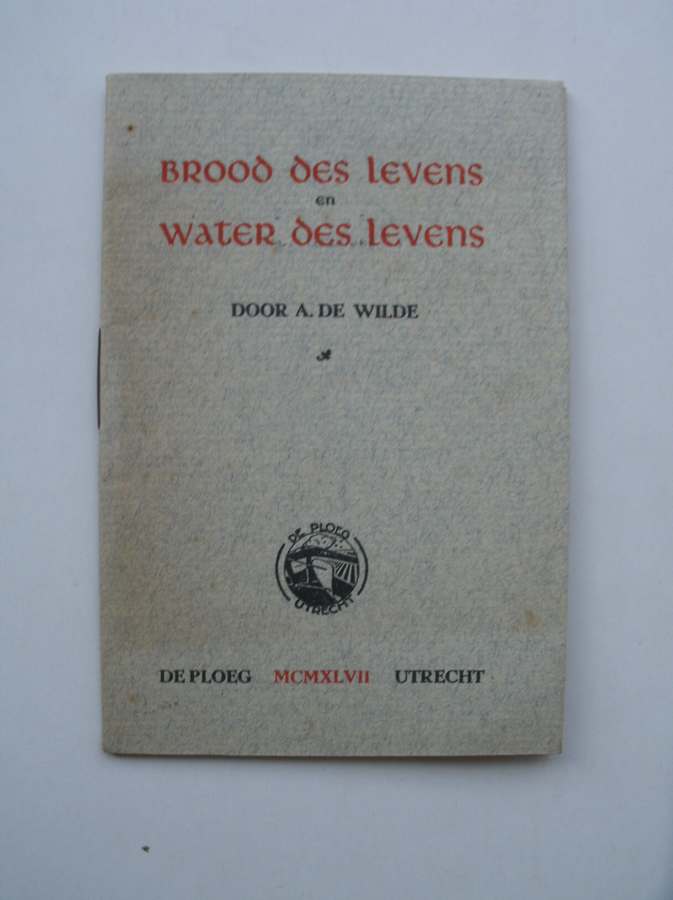 BROOD DES LEVENS
EN
WATER DES LEVENS
DOOR A. DE WILDE
DE PLOEG
UTRECHT
DE PLOEG MCMXLVII UTRECHT